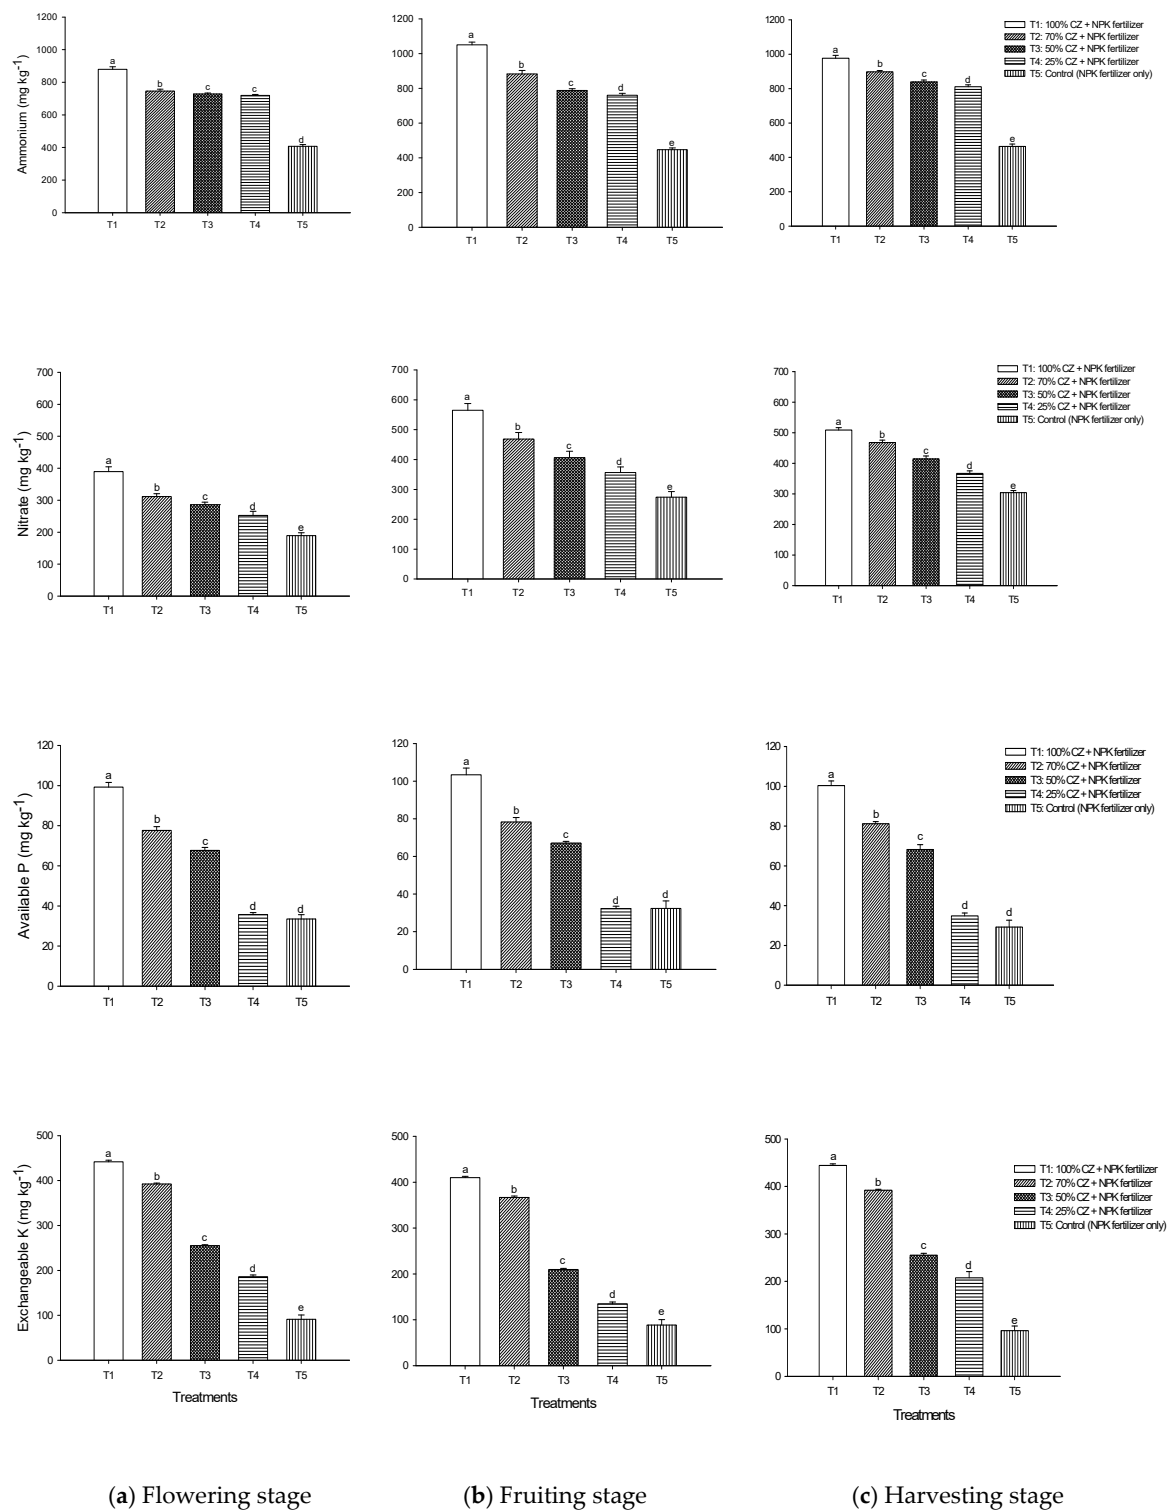 Ammonium (mg kg-1)
1200
1000
800
600
400
200
0
a
b
c
c
d
T1
T2
T3
T4
T5
1200
1000
800
600
400
200
0
a
b
c
d
e
T1
T2
T3
T4
T5
1200
1000
800
600
400
200
0
a
b
c
d
e
T1
T2
T3
T4
T5
T1: 100% CZ + NPK fertilizer
T2: 70% CZ + NPK fertilizer
T3: 50% CZ + NPK fertilizer
T4: 25% CZ + NPK fertilizer
T5: Control (NPK fertilizer only)
Nitrate (mg kg-1)
700
600
500
400
300
200
100
0
a
b
c
d
e
T1
T2
T3
T4
T5
700
600
500
400
300
200
100
0
a
b
c
d
e
T1
T2
T3
T4
T5
700
600
500
400
300
200
100
0
a
b
c
d
e
T1
T2
T3
T4
T5
T1: 100% CZ + NPK fertilizer
T2: 70% CZ + NPK fertilizer
T3: 50% CZ + NPK fertilizer
T4: 25% CZ + NPK fertilizer
T5: Control (NPK fertilizer only)
Available P (mg kg-1)
120
100
80
60
40
20
0
a
b
c
d
d
T1
T2
T3
T4
T5
120
100
80
60
40
20
0
a
b
c
d
d
T1
T2
T3
T4
T5
120
100
80
60
40
20
0
a
b
c
d
d
T1
T2
T3
T4
T5
T1: 100% CZ + NPK fertilizer
T2: 70% CZ + NPK fertilizer
T3: 50% CZ + NPK fertilizer
T4: 25% CZ + NPK fertilizer
T5: Control (NPK fertilizer only)
Exchangeable K (mg kg-1)
500
400
300
200
100
0
a
b
c
d
e
T1
T2
T3
T4
T5
Treatments
500
400
300
200
100
0
a
b
c
d
e
T1
T2
T3
T4
T5
Treatments
500
400
300
200
100
0
a
b
c
d
e
T1
T2
T3
T4
T5
Treatments
T1: 100% CZ + NPK fertilizer
T2: 70% CZ + NPK fertilizer
T3: 50% CZ + NPK fertilizer
T4: 25% CZ + NPK fertilizer
T5: Control (NPK fertilizer only)
(a) Flowering stage
(b) Fruiting stage
(c) Harvesting stage